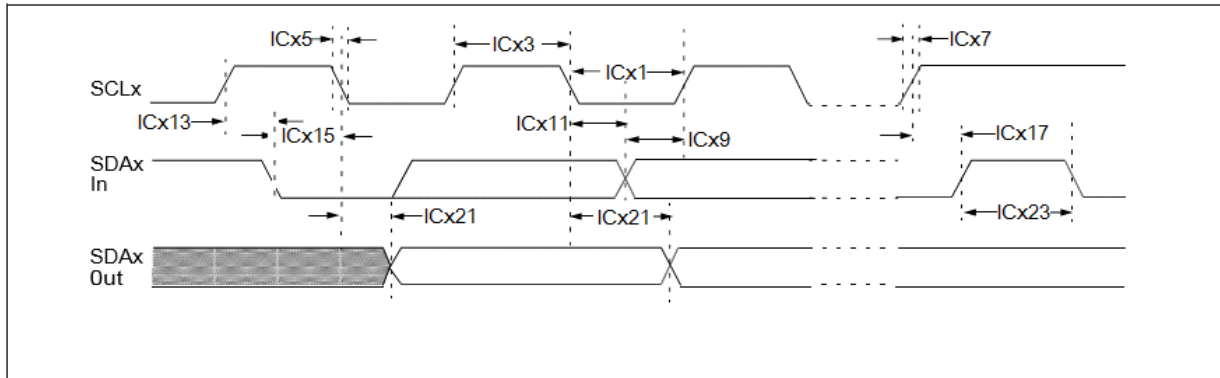 ICx5
ICx3
ICx7
ICx1
SCLx
ICx13
ICx15
ICx11
ICx9
ICx17
SDAx
In
ICx21
ICx21
ICx23
SDAx
Out